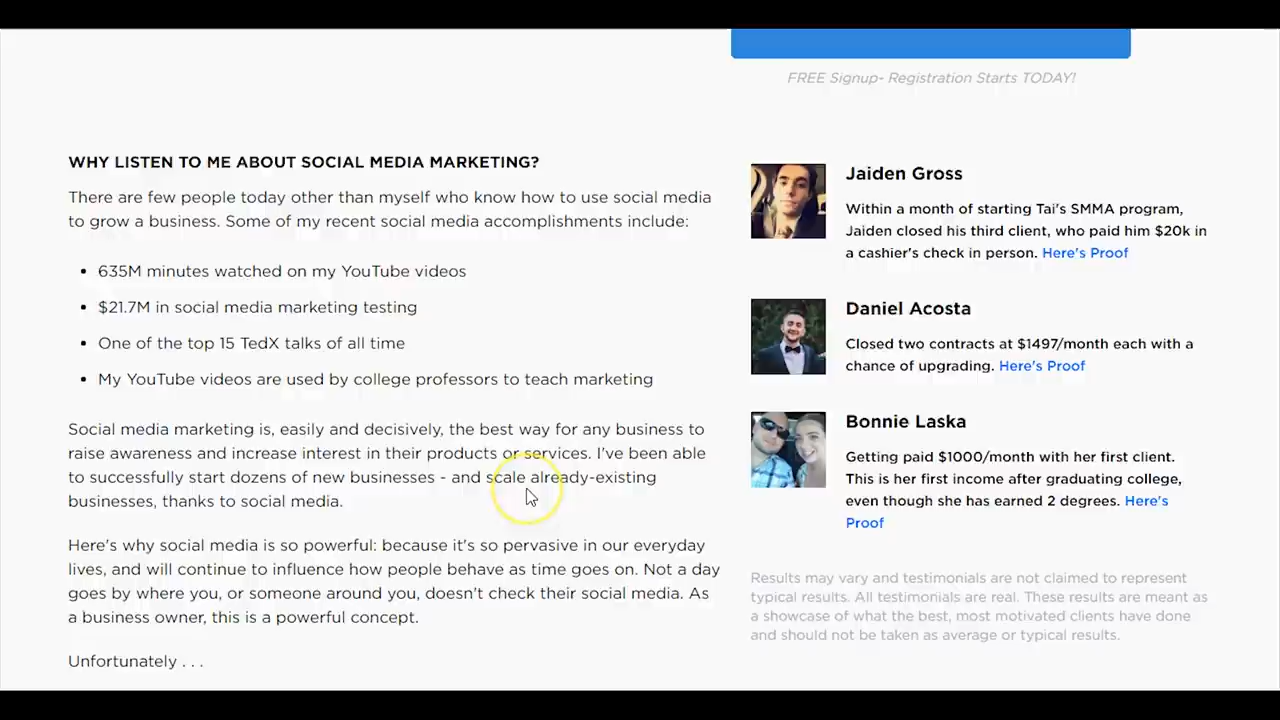 FREE Signup- Registration Starts TODAY!
WHY LISTEN TO ME ABOUT SOCIAL MEDIA MARKETING?
There are few people today other than myself who know how to use social media
to grow a business. Some of my recent social media accomplishments include:
• 635M minutes watched on my YouTube videos
• $21.7M in social media marketing testing
• One of the top 15 TedX talks of all time
• My YouTube videos are used by college professors to teach marketing
Social media marketing is, easily and decisively, the best way for any business to
raise awareness and increase interest in their products or services. I've been able
to successfully start dozens of new businesses - and scale already-existing
businesses, thanks to social media.
Here's why social media is so powerful: because it's so pervasive in our everyday
lives, and will continue to influence how people behave as time goes on. Not a day
goes by where you, or someone around you, doesn't check their social media. As
a business owner, this is a powerful concept.
Unfortunately . . .
Jaiden Gross
Within a month of starting Tai's SMMA program,
Jaiden closed his third client, who paid him $20k in
a cashier's check in person. Here's Proof
Daniel Acosta
Closed two contracts at $1497/month each with a
chance of upgrading. Here's Proof
Bonnie Laska
Getting paid $1000/month with her first client.
This is her first income after graduating college,
even though she has earned 2 degrees. Here's
Proof
Results may vary and testimonials are not claimed to represent
typical results. All testimonials are real. These results are meant as
a showcase of what the best, most motivated clients have done
and should not be taken as average or typical results.